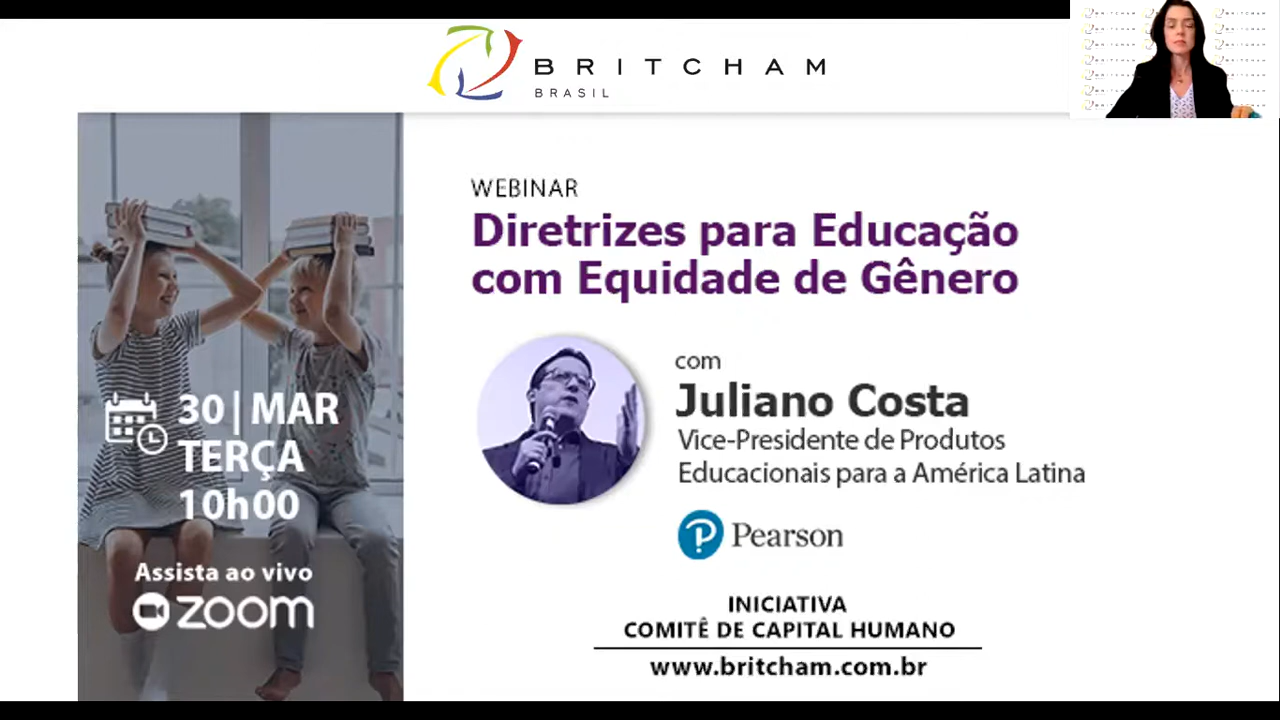 BRITCHAM
BRASIL
WEBINAR
Diretrizes para Educação
com Equidade de Gênero
com
Juliano Costa
Vice-Presidente de Produtos
Educacionais para a América Latina
Pearson
30 | MAR
TERÇA
10h00
Assista ao vivo
zoom
INICIATIVA
COMITÊ DE CAPITAL HUMANO
www.britcham.com.br